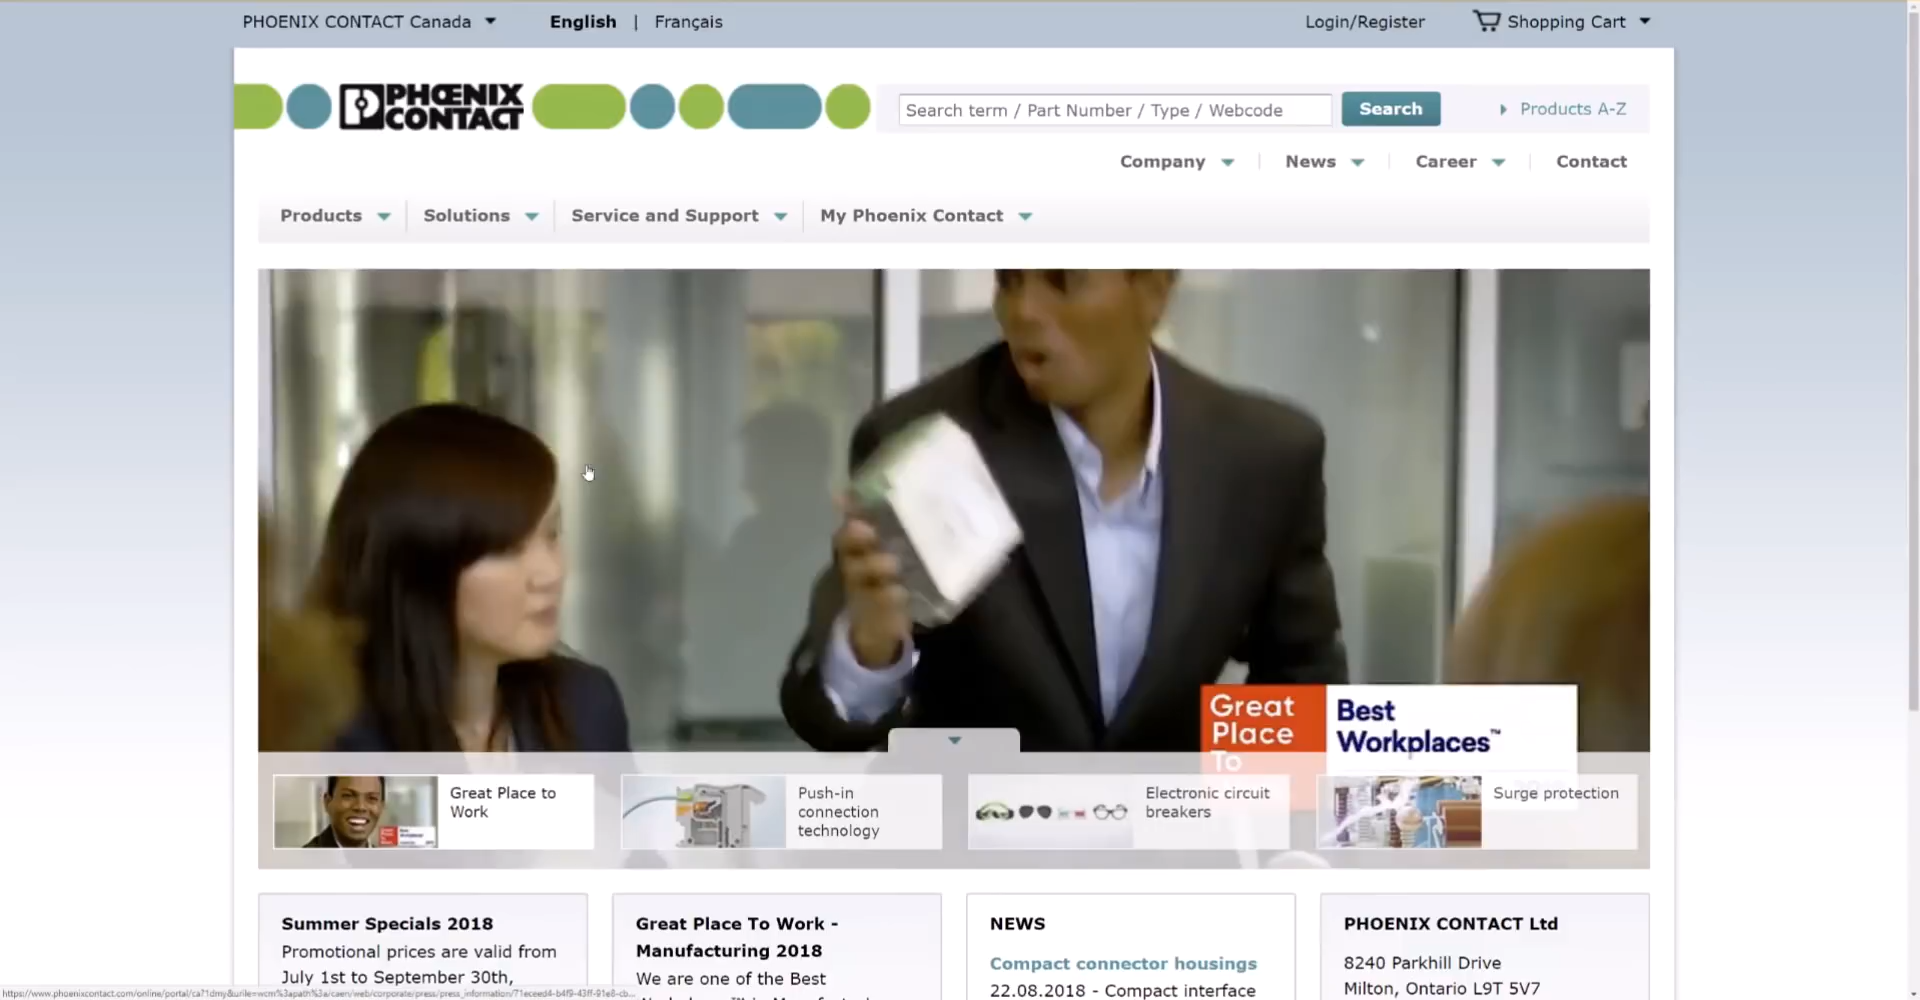 PHOENIX CONTACT Canada
English | Français
Login/Register
Shopping Cart
PHŒNIX
CONTACT
Search term / Part Number / Type / Webcode
Search
Products A-Z
Company
News
Career
Contact
Products
Solutions
Service and Support
My Phoenix Contact
Great
Place
To
Best
Workplaces™
Great Place to
Work
Push-in
connection
technology
Electronic circuit
breakers
Surge protection
Summer Specials 2018
Promotional prices are valid from
July 1st to September 30th,
Great Place To Work -
Manufacturing 2018
We are one of the Best
NEWS
Compact connector housings
22.08.2018 - Compact interface
PHOENIX CONTACT Ltd
8240 Parkhill Drive
Milton, Ontario L9T 5V7